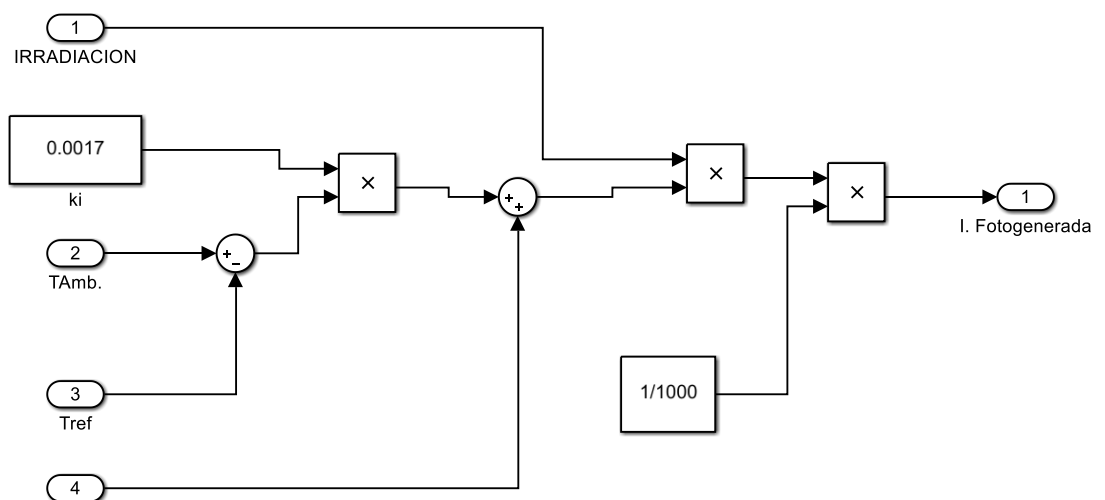 1
IRRADIACION
0.0017
ki
×
2
TAmb.
+
−
3
Tref
4
+
+
×
×
1/1000
1
I. Fotogenerada